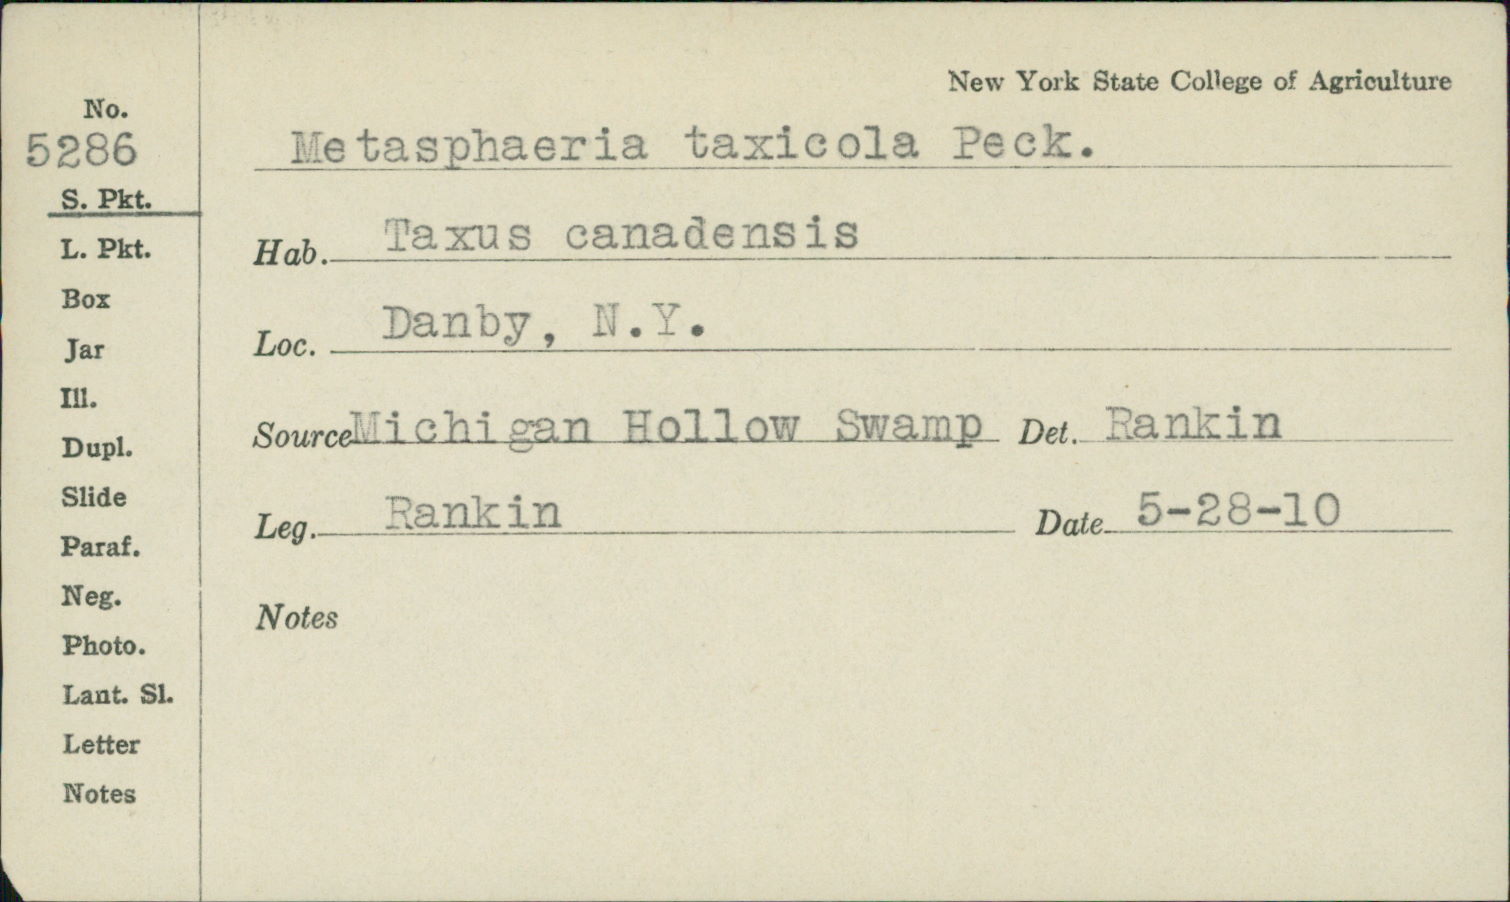 New York State College of Agriculture
No.
5286
S. Pkt.
L. Pkt.
Box
Jar
Ill.
Dupl.
Slide
Paraf.
Neg.
Photo.
Lant. Sl.
Letter
Notes
Metasphaeria taxicola Peck.
Hab. Taxus canadensis
Loc. Danby, N.Y.
Source Michigan Hollow Swamp Det. Rankin
Leg. Rankin Date 5-28-10
Notes